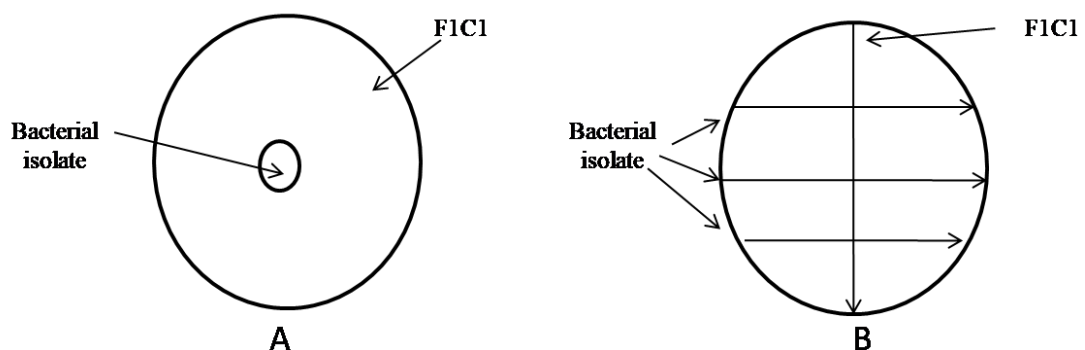 F1C1
Bacterial
isolate
A
F1C1
Bacterial
isolate
B